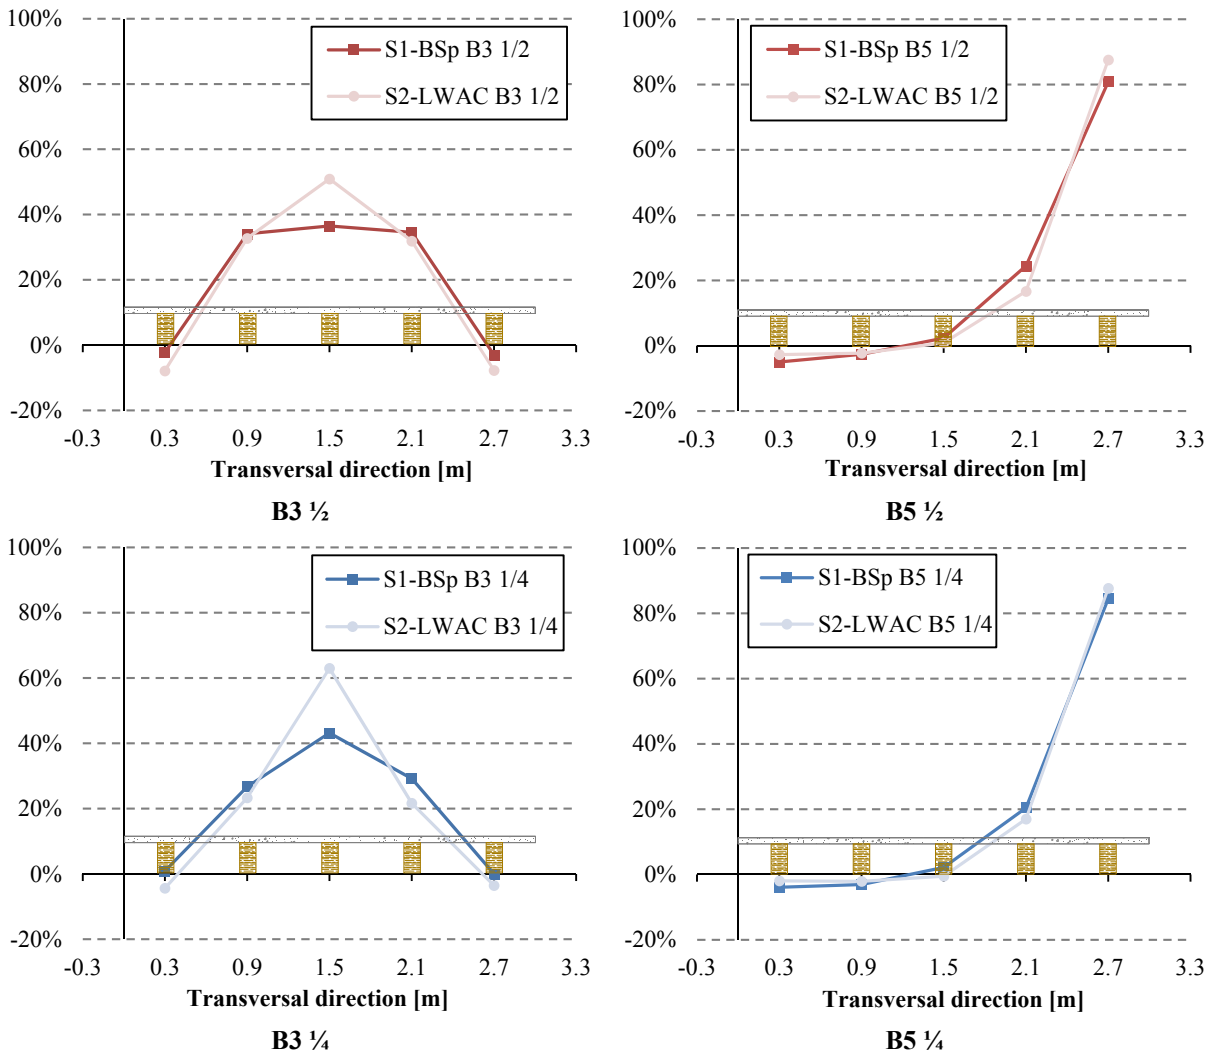 100%
80%
60%
40%
20%
0%
-20%
-0.3 0.3 0.9 1.5 2.1 2.7 3.3
Transversal direction [m]
S1-BSp B3 1/2
S2-LWAC B3 1/2
B3 ½
100%
80%
60%
40%
20%
0%
-20%
-0.3 0.3 0.9 1.5 2.1 2.7 3.3
Transversal direction [m]
S1-BSp B5 1/2
S2-LWAC B5 1/2
B5 ½
100%
80%
60%
40%
20%
0%
-20%
-0.3 0.3 0.9 1.5 2.1 2.7 3.3
Transversal direction [m]
S1-BSp B3 1/4
S2-LWAC B3 1/4
B3 ¼
100%
80%
60%
40%
20%
0%
-20%
-0.3 0.3 0.9 1.5 2.1 2.7 3.3
Transversal direction [m]
S1-BSp B5 1/4
S2-LWAC B5 1/4
B5 ¼